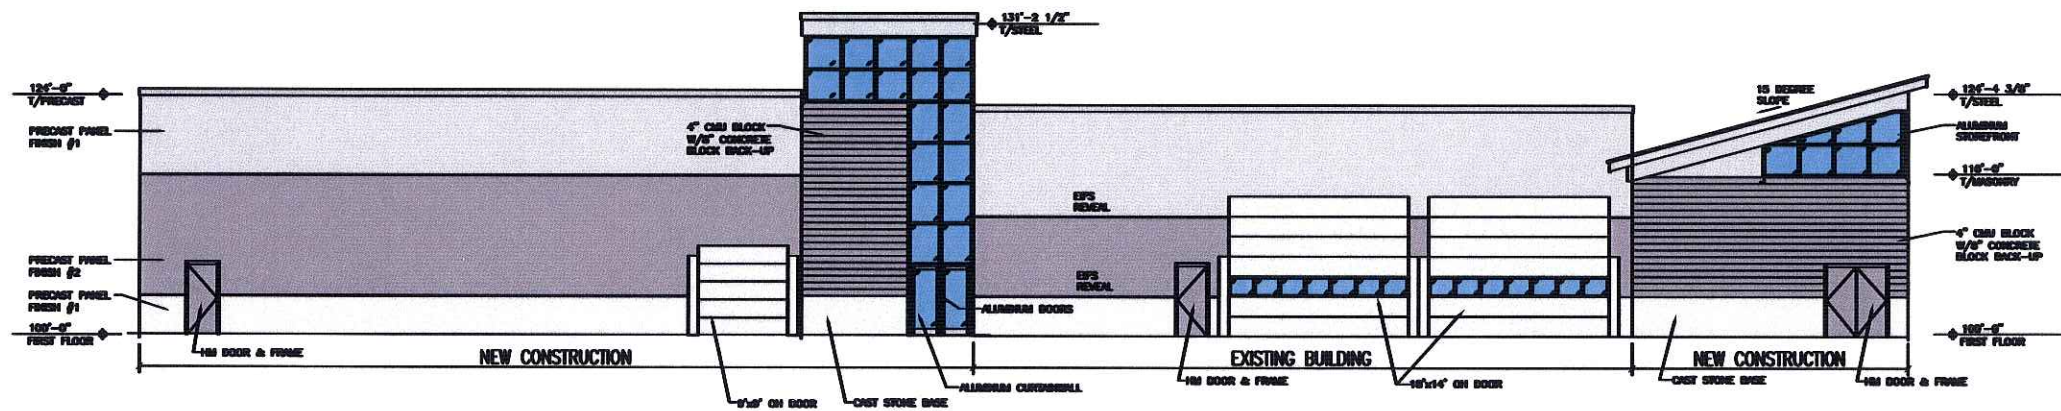 131'-2 1/2"
T/STEEL
124'-0"
T/PRECAST
PRECAST PANEL
FINISH #1
4" CMU BLOCK
W/8" CONCRETE
BLOCK BACK-UP
15 DEGREE
SLOPE
124'-4 3/8"
T/STEEL
ALUMINUM
STOREFRONT
116'-0"
T/MASONRY
EIFS
REVEAL
4" CMU BLOCK
W/8" CONCRETE
BLOCK BACK-UP
PRECAST PANEL
FINISH #2
EIFS
REVEAL
PRECAST PANEL
FINISH #1
ALUMINUM DOORS
100'-0"
FIRST FLOOR
100'-0"
FIRST FLOOR
HM DOOR & FRAME
NEW CONSTRUCTION
EXISTING BUILDING
NEW CONSTRUCTION
ALUMINUM CURTAINWALL
HM DOOR & FRAME
OH DOOR
CAST STONE BASE
HM DOOR & FRAME
OH DOOR
CAST STONE BASE